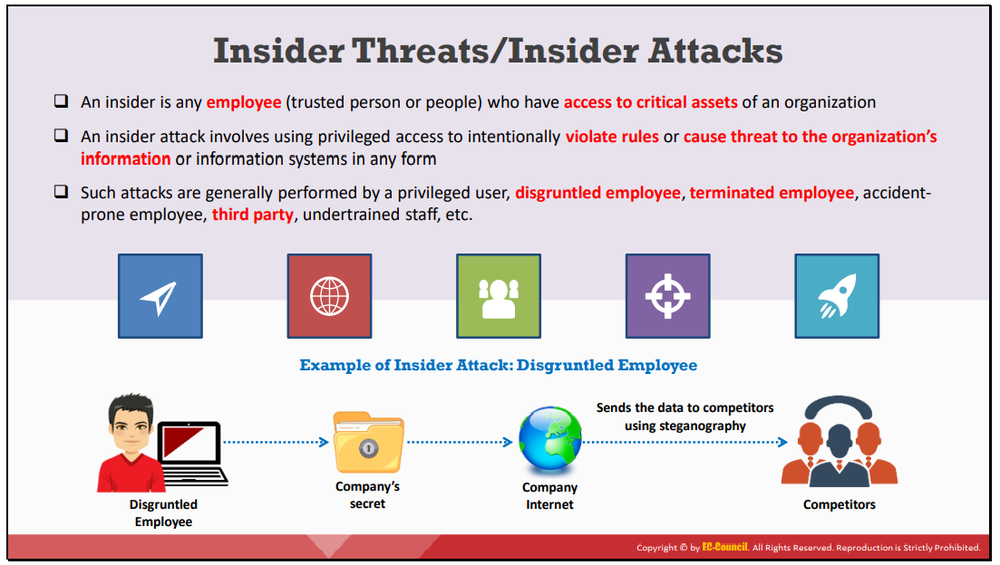 Insider Threats/Insider Attacks
An insider is any employee (trusted person or people) who have access to critical assets of an organization
An insider attack involves using privileged access to intentionally violate rules or cause threat to the organization's
information or information systems in any form
Such attacks are generally performed by a privileged user, disgruntled employee, terminated employee, accident-
prone employee, third party, undertrained staff, etc.
Example of Insider Attack: Disgruntled Employee
Sends the data to competitors
using steganography
Disgruntled
Employee
Company's
secret
Company
Internet
Competitors
Copyright © by EC-Council. All Rights Reserved. Reproduction is Strictly Prohibited.